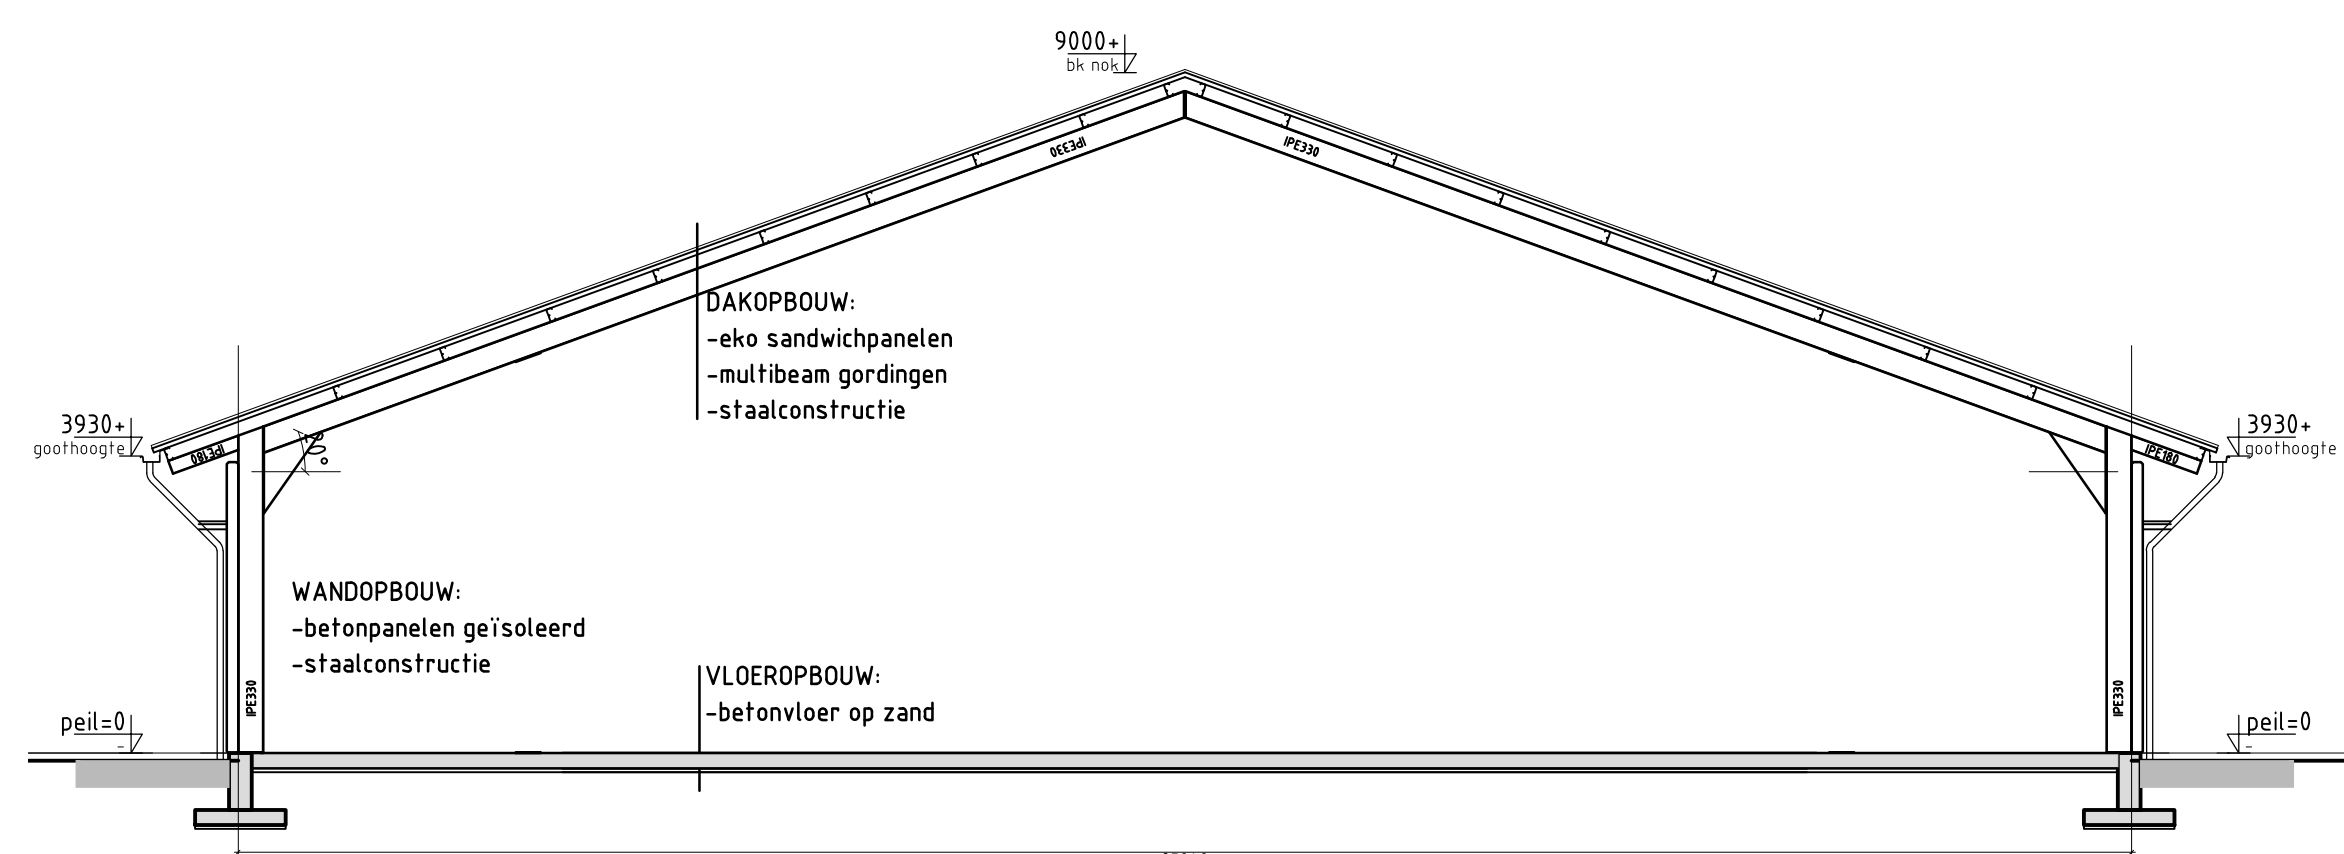 9000+
bk nok
IPE330
IPE330
DAKOPBOUW:
-eko sandwichpanelen
-multibeam gordingen
-staalconstructie
3930+
goothoogte
3930+
goothoogte
IPE180
20°
IPE180
WANDOPBOUW:
-betonpanelen geïsoleerd
-staalconstructie
IPE330
IPE330
VLOEROPBOUW:
-betonvloer op zand
peil=0
-
peil=0
-